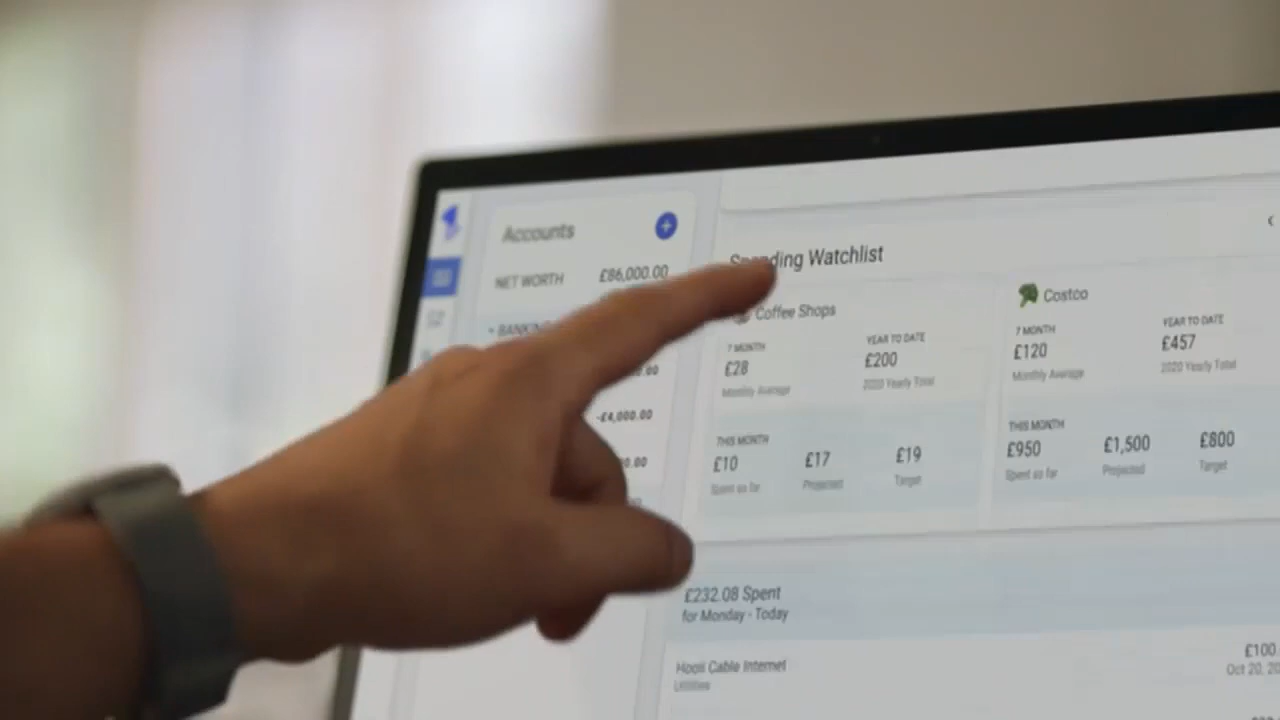 Accounts
NET WORTH £86,000.00
-£4,000.00
Spending Watchlist
Coffee Shops
7 MONTH
£28
Monthly Average
YEAR TO DATE
£200
2020 Yearly Total
THIS MONTH
£10
Spent so far
£17
Projected
£19
Target
Costco
7 MONTH
£120
Monthly Average
YEAR TO DATE
£457
2020 Yearly Total
THIS MONTH
£950
Spent so far
£1,500
Projected
£800
Target
£232.08 Spent
for Monday - Today
Hooli Cable Internet
Utilities
£100.
Oct 20, 20